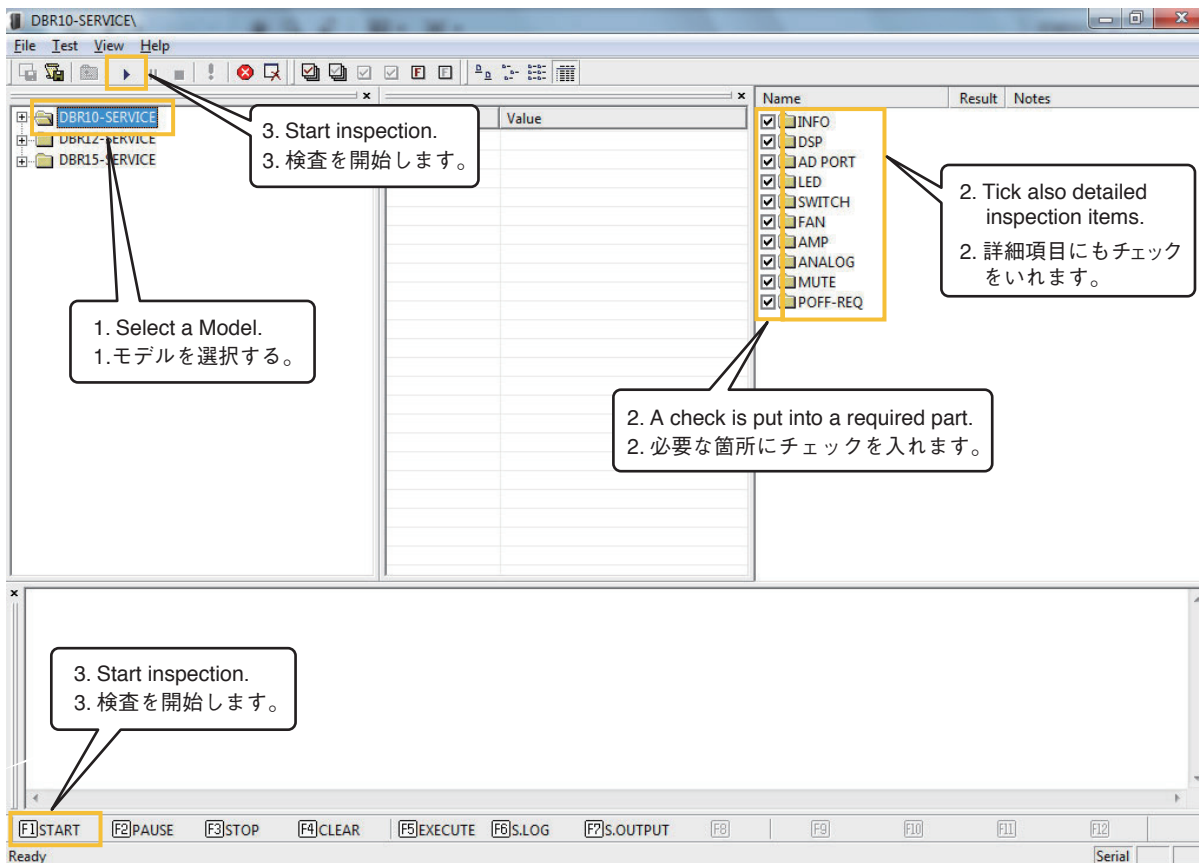 DBR10-SERVICE\
File Test View Help
Name Result Notes
Value
DBR10-SERVICE
DBR12-SERVICE
DBR15-SERVICE
3. Start inspection.
3. 検査を開始します。
INFO
DSP
AD PORT
LED
SWITCH
FAN
AMP
ANALOG
MUTE
POFF-REQ
2. Tick also detailed
inspection items.
2. 詳細項目にもチェック
をいれます。
1. Select a Model.
1.モデルを選択する。
2. A check is put into a required part.
2. 必要な箇所にチェックを入れます。
3. Start inspection.
3. 検査を開始します。
F1 START F2 PAUSE F3 STOP F4 CLEAR F5 EXECUTE F6 S.LOG F7 S.OUTPUT F8 F9 F10 F11 F12
Ready Serial